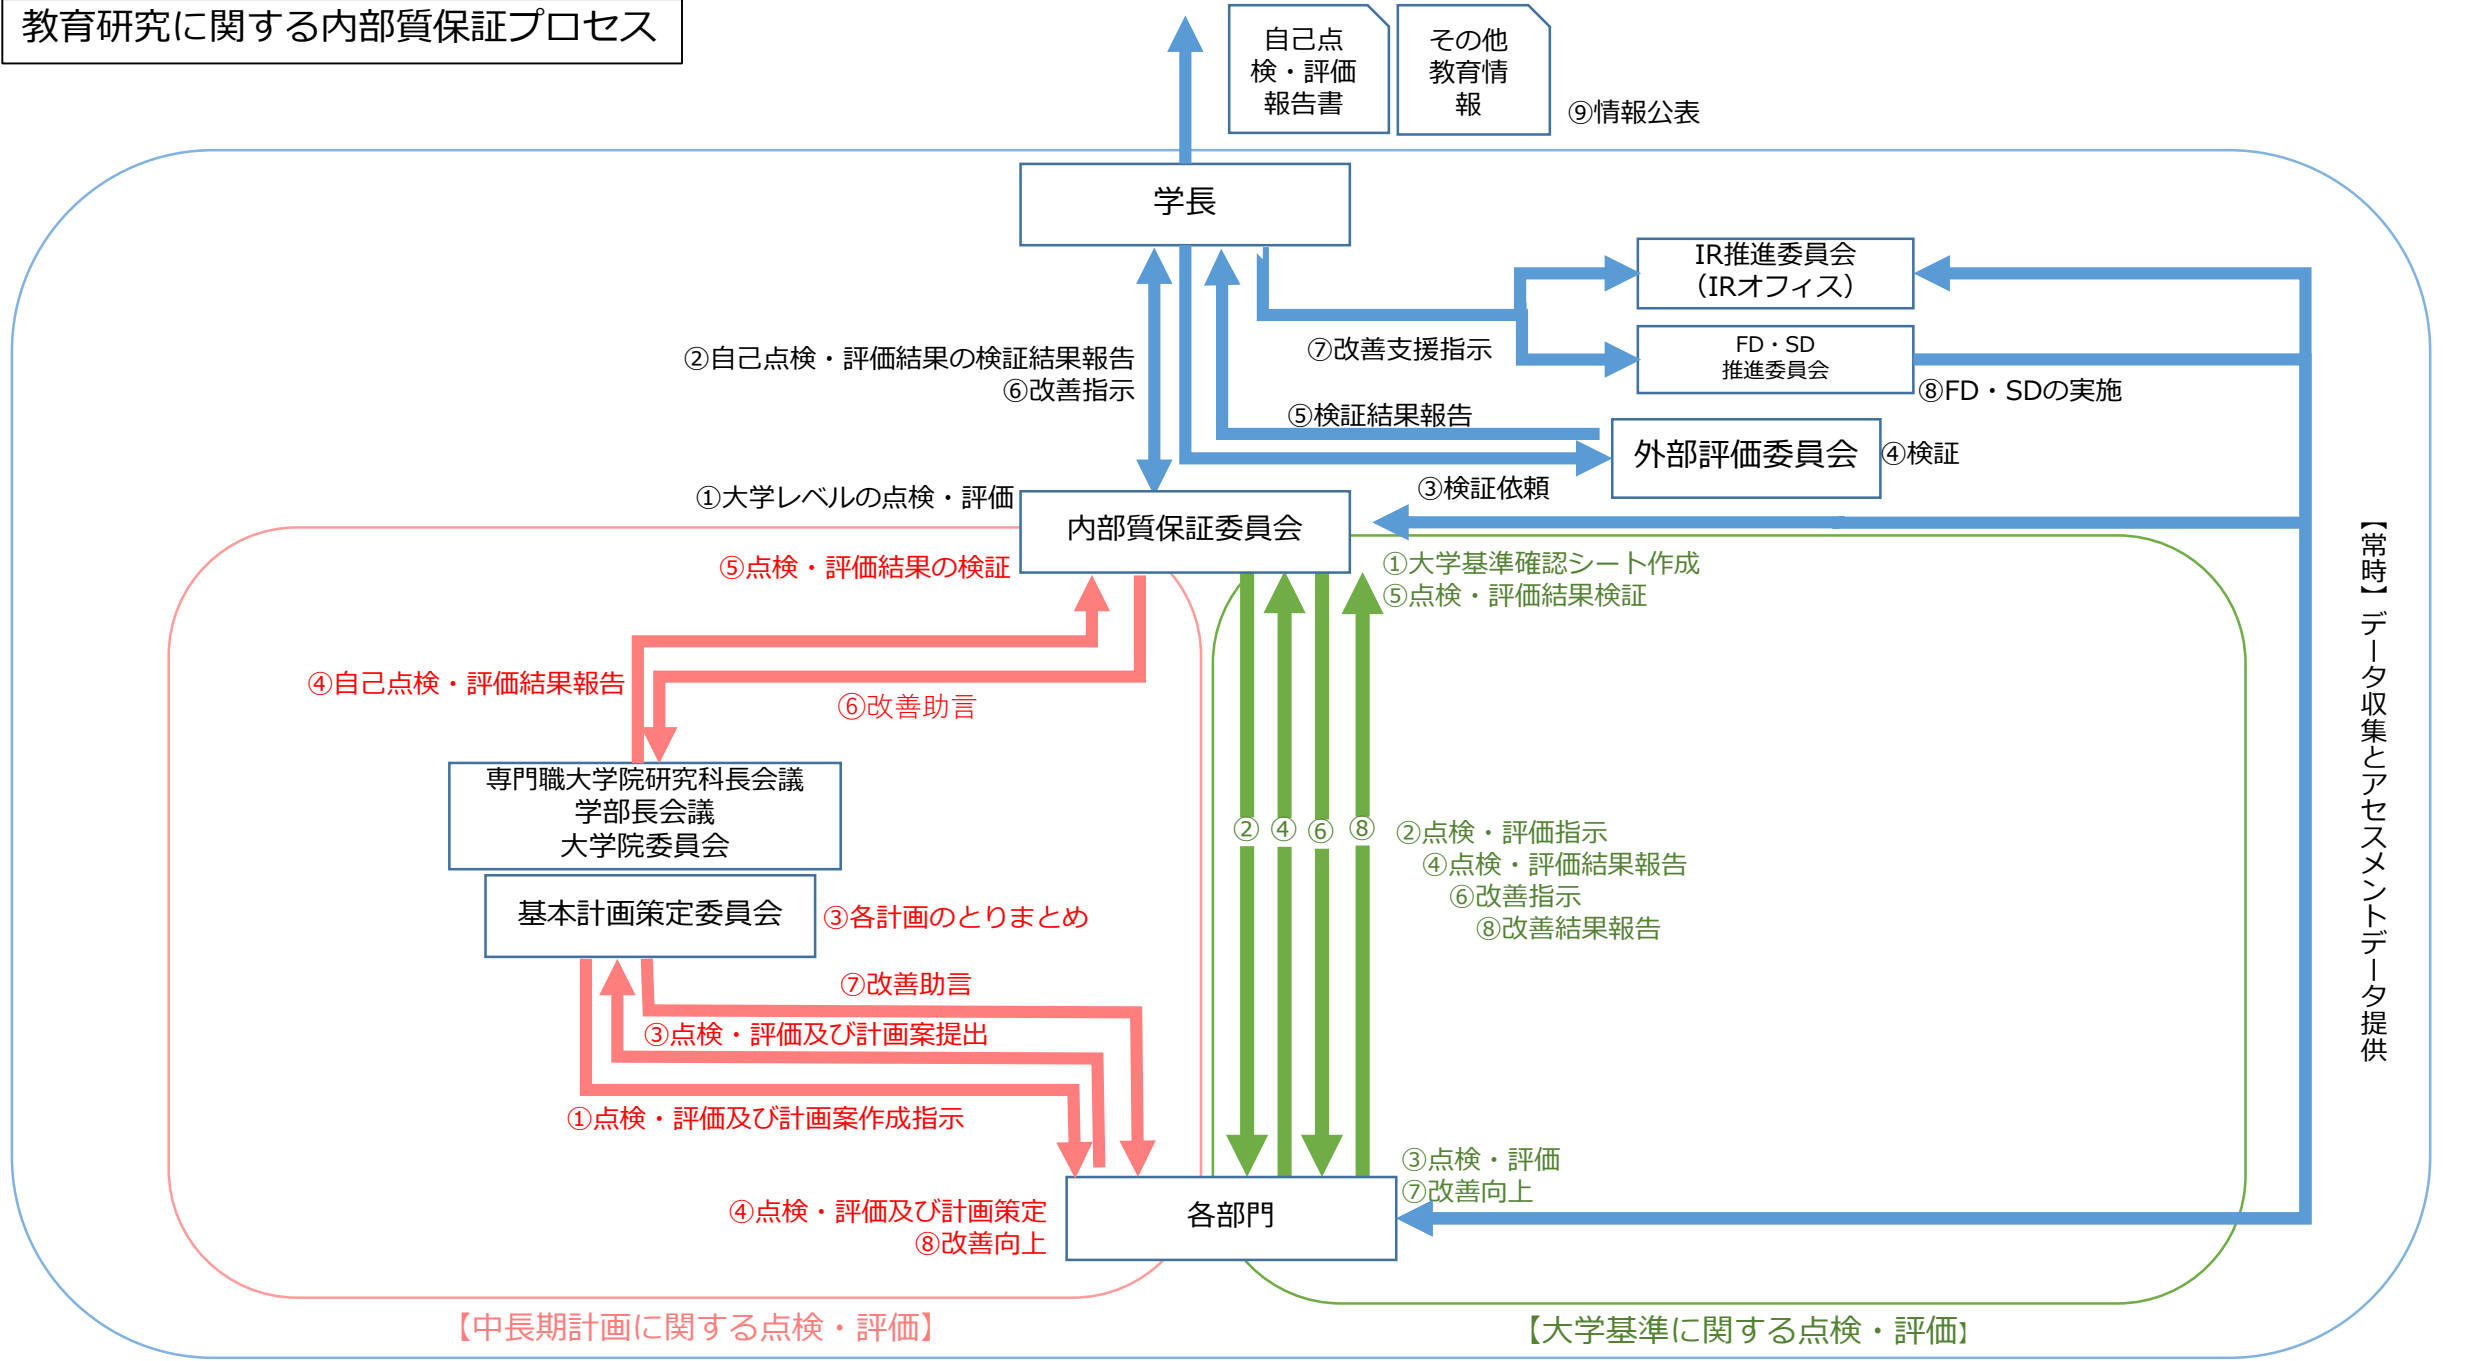 教育研究に関する内部質保証プロセス
自己点
検・評価
報告書
その他
教育情
報
⑨情報公表
学長
IR推進委員会
（IRオフィス）
FD・SD
推進委員会
⑦改善支援指示
⑧FD・SDの実施
②自己点検・評価結果の検証結果報告
⑥改善指示
⑤検証結果報告
外部評価委員会
④検証
③検証依頼
①大学レベルの点検・評価
内部質保証委員会
⑤点検・評価結果の検証
①大学基準確認シート作成
⑤点検・評価結果検証
【常時】データ収集とアセスメントデータ提供
④自己点検・評価結果報告
⑥改善助言
専門職大学院研究科長会議
学部長会議
大学院委員会
基本計画策定委員会
③各計画のとりまとめ
②
④
⑥
⑧
②点検・評価指示
④点検・評価結果報告
⑥改善指示
⑧改善結果報告
⑦改善助言
③点検・評価及び計画案提出
①点検・評価及び計画案作成指示
③点検・評価
⑦改善向上
④点検・評価及び計画策定
⑧改善向上
各部門
【中長期計画に関する点検・評価】
【大学基準に関する点検・評価】